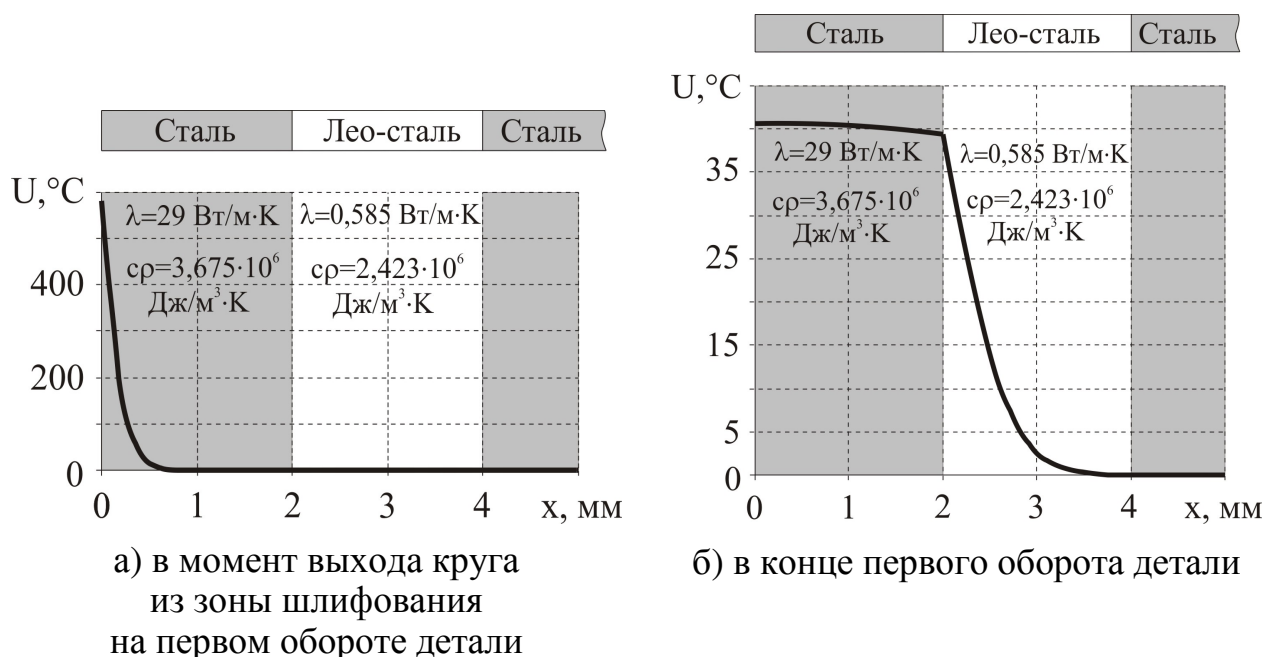 Сталь Лео-сталь Сталь
U,°C
λ=29 Вт/м·K λ=0,585 Вт/м·K
cρ=3,675·10⁶ cρ=2,423·10⁶
Дж/м³·K Дж/м³·K
400
200
0
0 1 2 3 4 x, мм
а) в момент выхода круга
из зоны шлифования
на первом обороте детали
Сталь Лео-сталь Сталь
U,°C
λ=29 Вт/м·K λ=0,585 Вт/м·K
35
cρ=3,675·10⁶ cρ=2,423·10⁶
Дж/м³·K Дж/м³·K
25
15
5
0
0 1 2 3 4 x, мм
б) в конце первого оборота детали